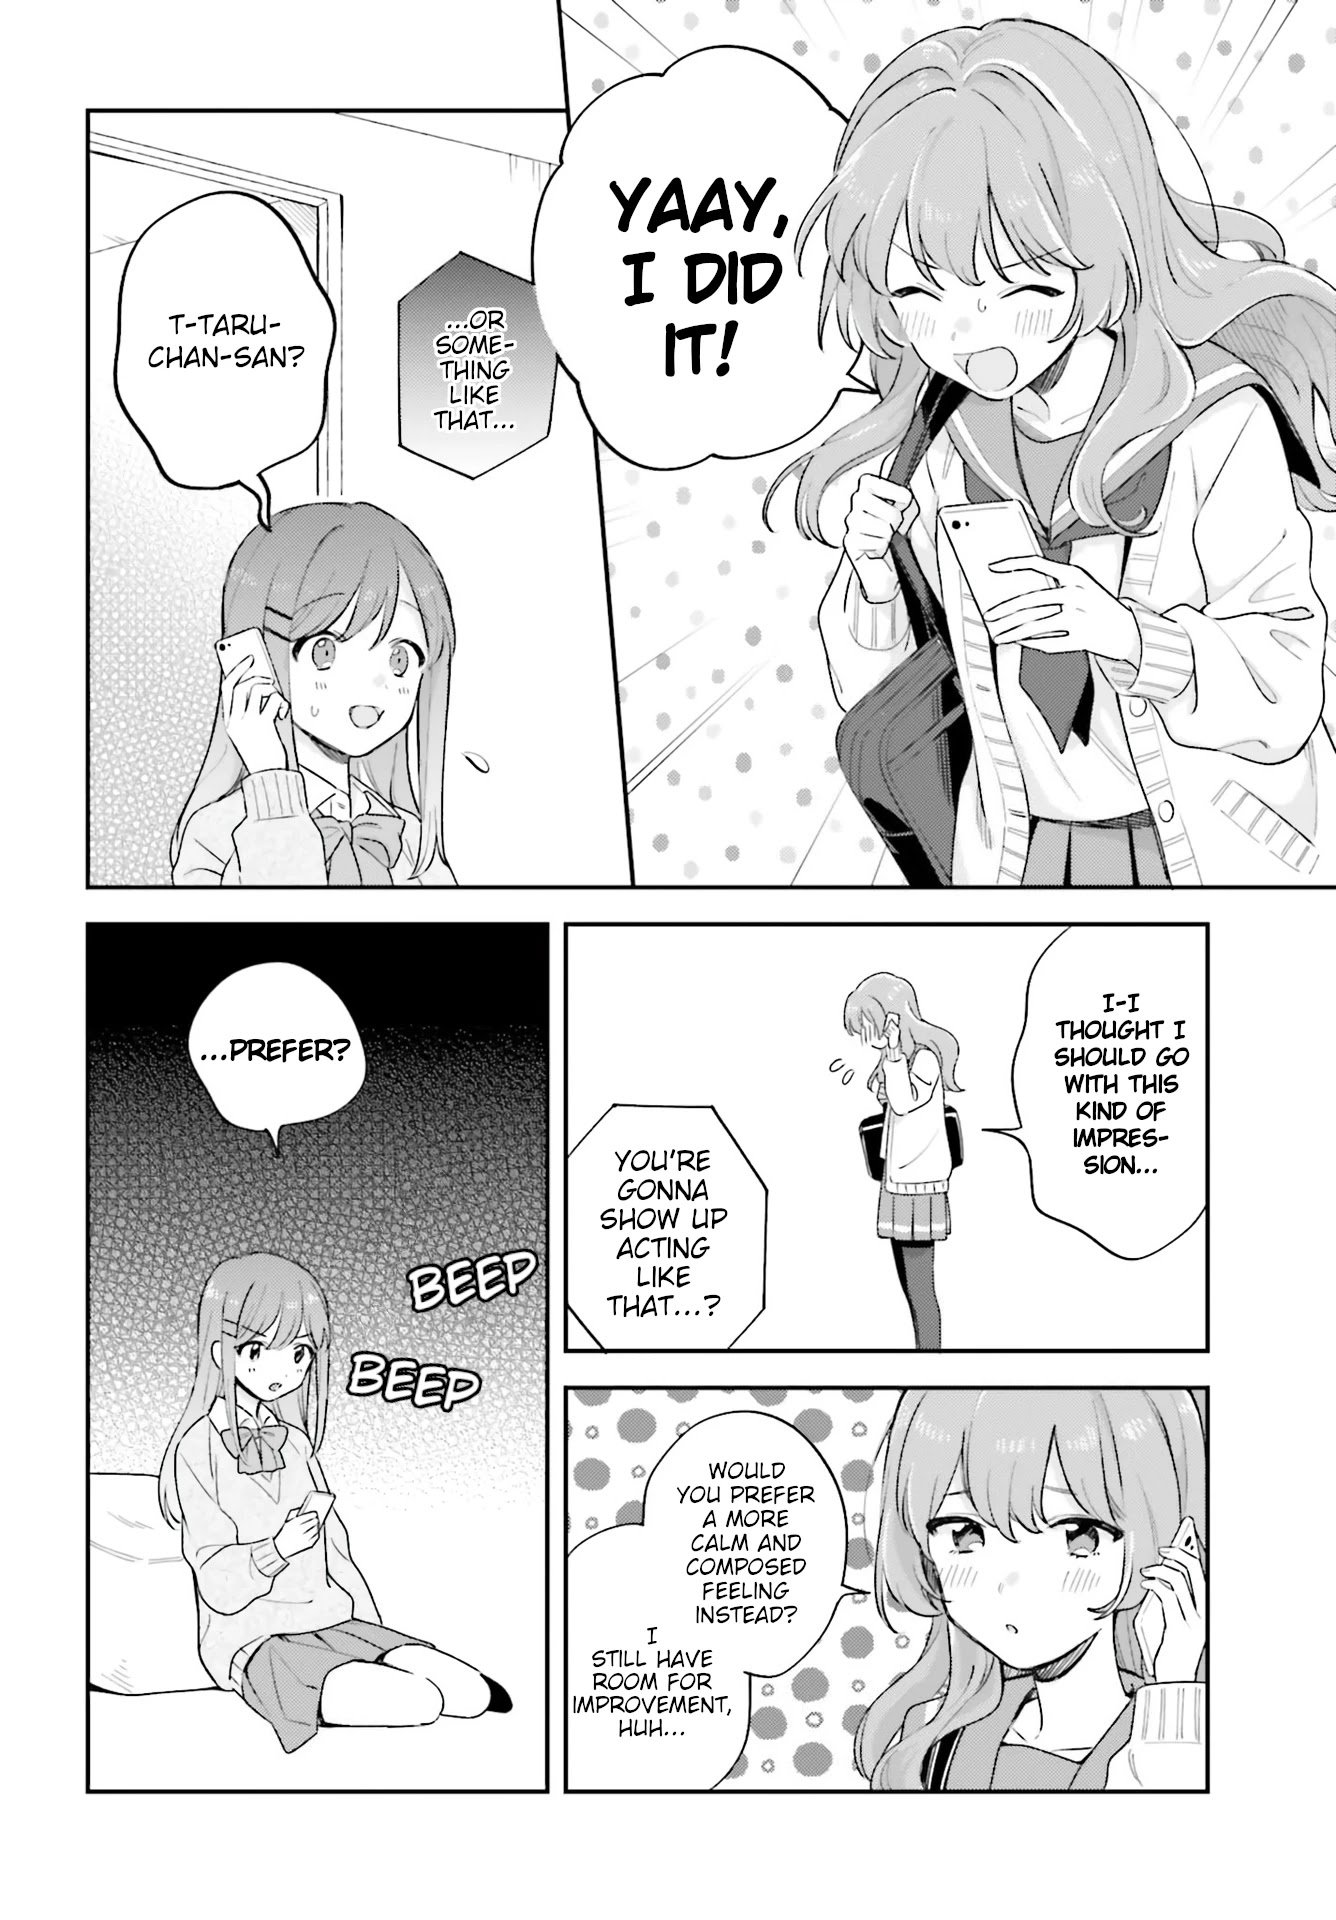 YAAY,
I DID
IT!
...OR
SOME-
THING
LIKE
THAT...
T-TARU-
CHAN-SAN?
I-I
THOUGHT I
SHOULD GO
WITH THIS
KIND OF
IMPRES-
SION...
YOU'RE
GONNA
SHOW UP
ACTING
LIKE
THAT...?
WOULD
YOU PREFER
A MORE
CALM AND
COMPOSED
FEELING
INSTEAD?
I
STILL HAVE
ROOM FOR
IMPROVEMENT,
HUH...
...PREFER?
BEEP
BEEP